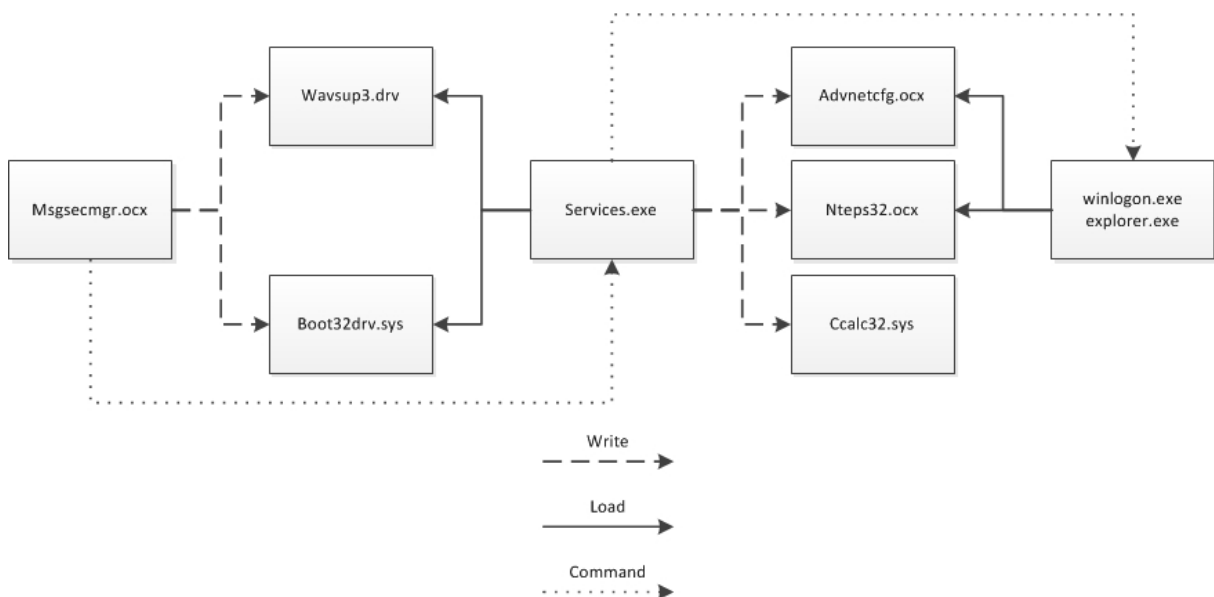 Wavsup3.drv
Advnetcfg.ocx
Msgsecmgr.ocx
Services.exe
Nteps32.ocx
winlogon.exe
explorer.exe
Boot32drv.sys
Ccalc32.sys
Write
Load
Command